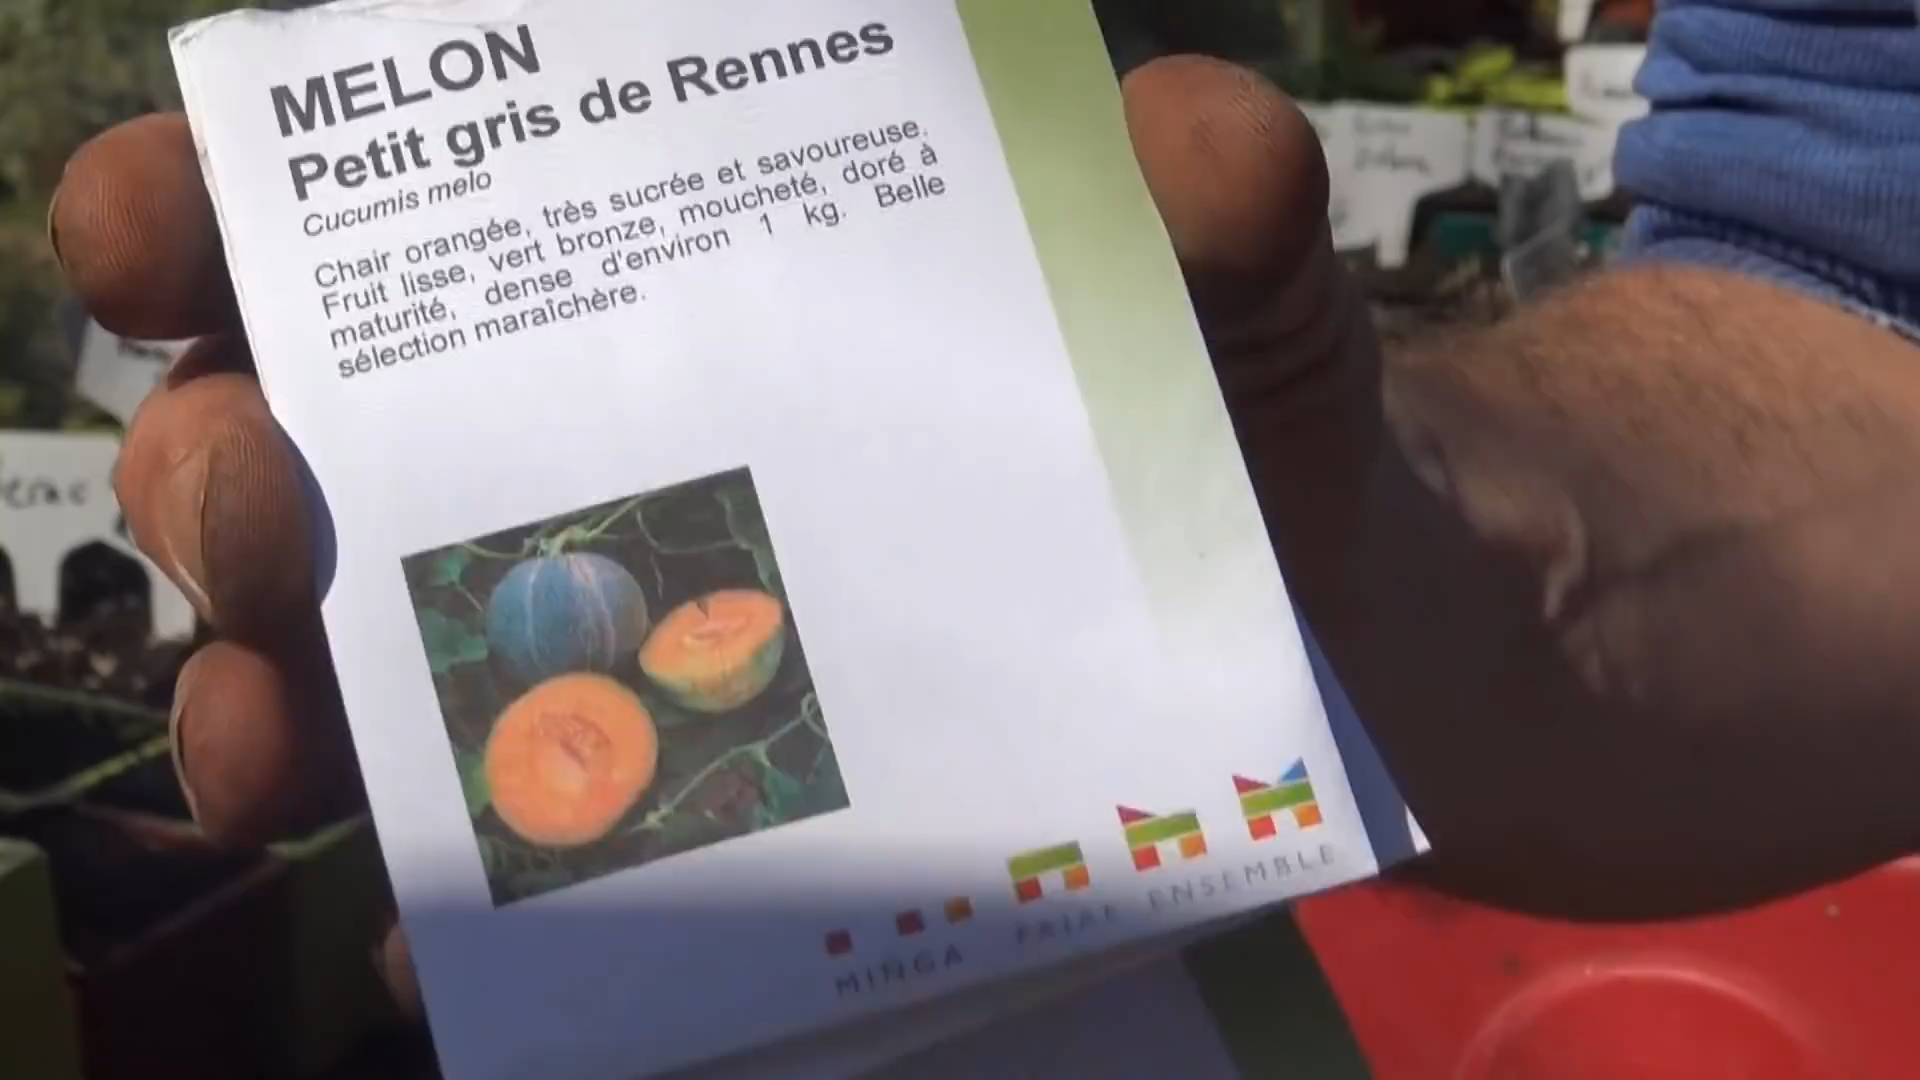 MELON
Petit gris de Rennes
Cucumis melo
Chair orangée, très sucrée et savoureuse.
Fruit lisse, vert bronze, moucheté, doré à
maturité, dense d'environ 1 kg. Belle
sélection maraîchère.
MINGA FAIRE ENSEMBLE